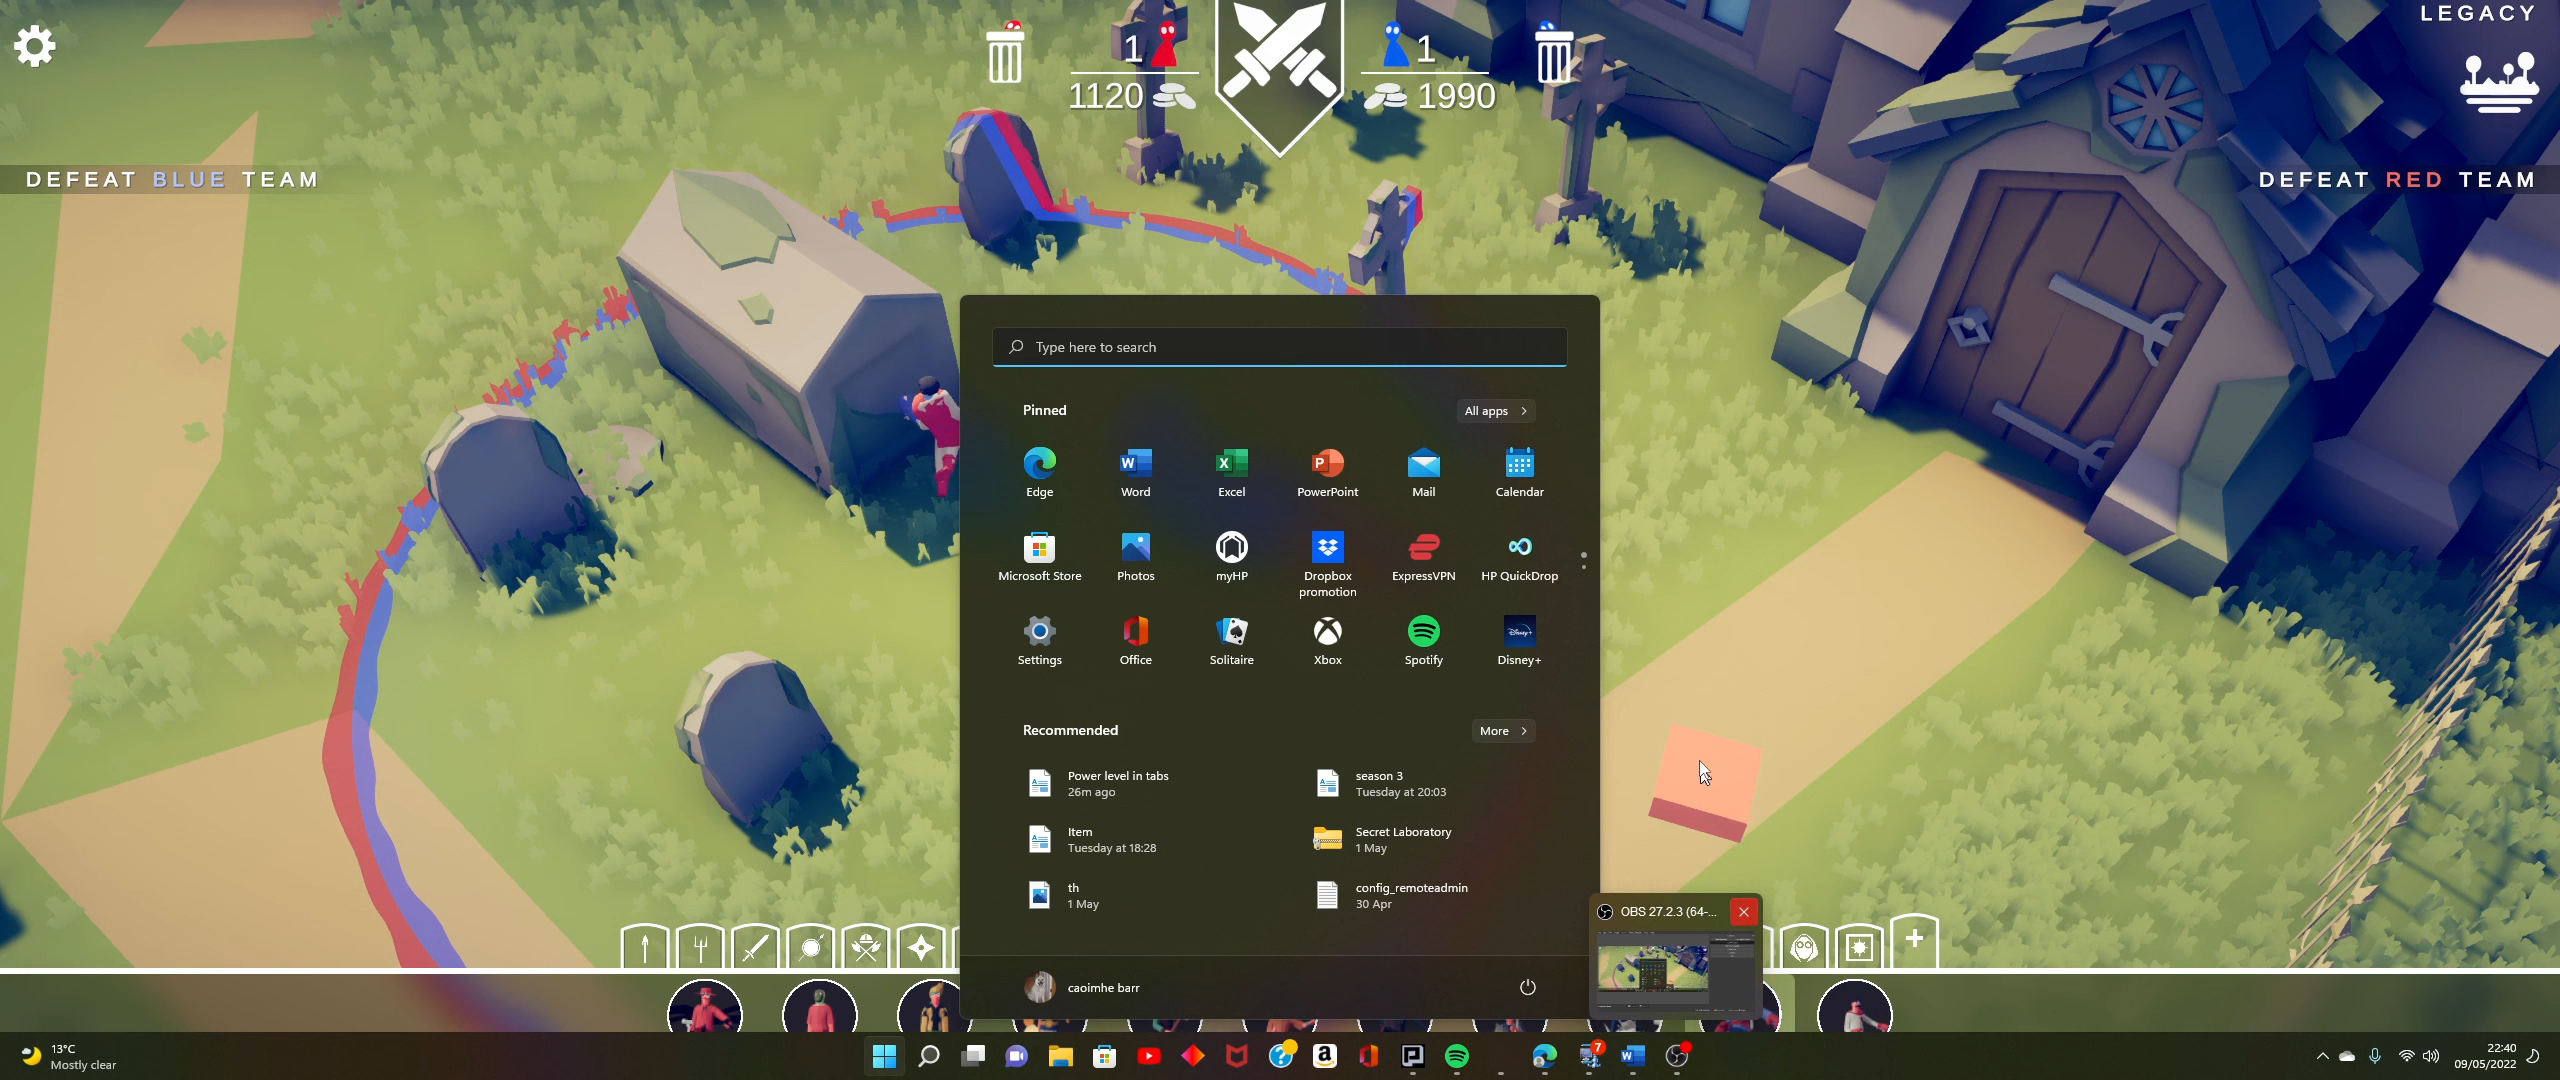 LEGACY
1
1120
1
1990
DEFEAT BLUE TEAM
DEFEAT RED TEAM
Type here to search
Pinned
All apps
Edge
Word
Excel
PowerPoint
Mail
Calendar
Microsoft Store
Photos
myHP
Dropbox
promotion
ExpressVPN
HP QuickDrop
Settings
Office
Solitaire
Xbox
Spotify
Disney+
Recommended
More
Power level in tabs
26m ago
season 3
Tuesday at 20:03
Item
Tuesday at 18:28
Secret Laboratory
1 May
th
1 May
config_remoteadmin
30 Apr
OBS 27.2.3 (64-...
caoimhe barr
13°C
Mostly clear
7
22:40
09/05/2022